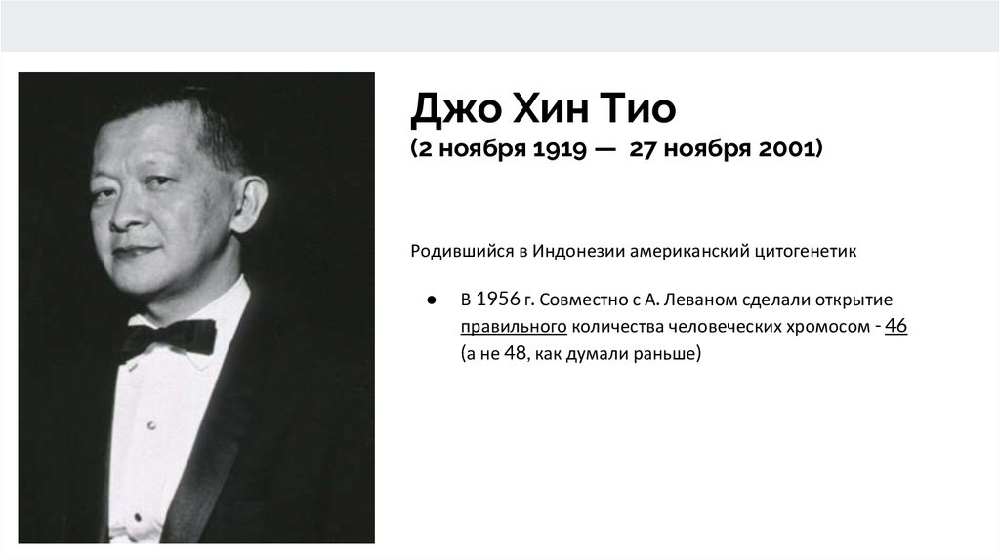 Джо Хин Тио
(2 ноября 1919 — 27 ноября 2001)
Родившийся в Индонезии американский цитогенетик
● В 1956 г. Совместно с А. Леваном сделали открытие
правильного количества человеческих хромосом - 46
(а не 48, как думали раньше)